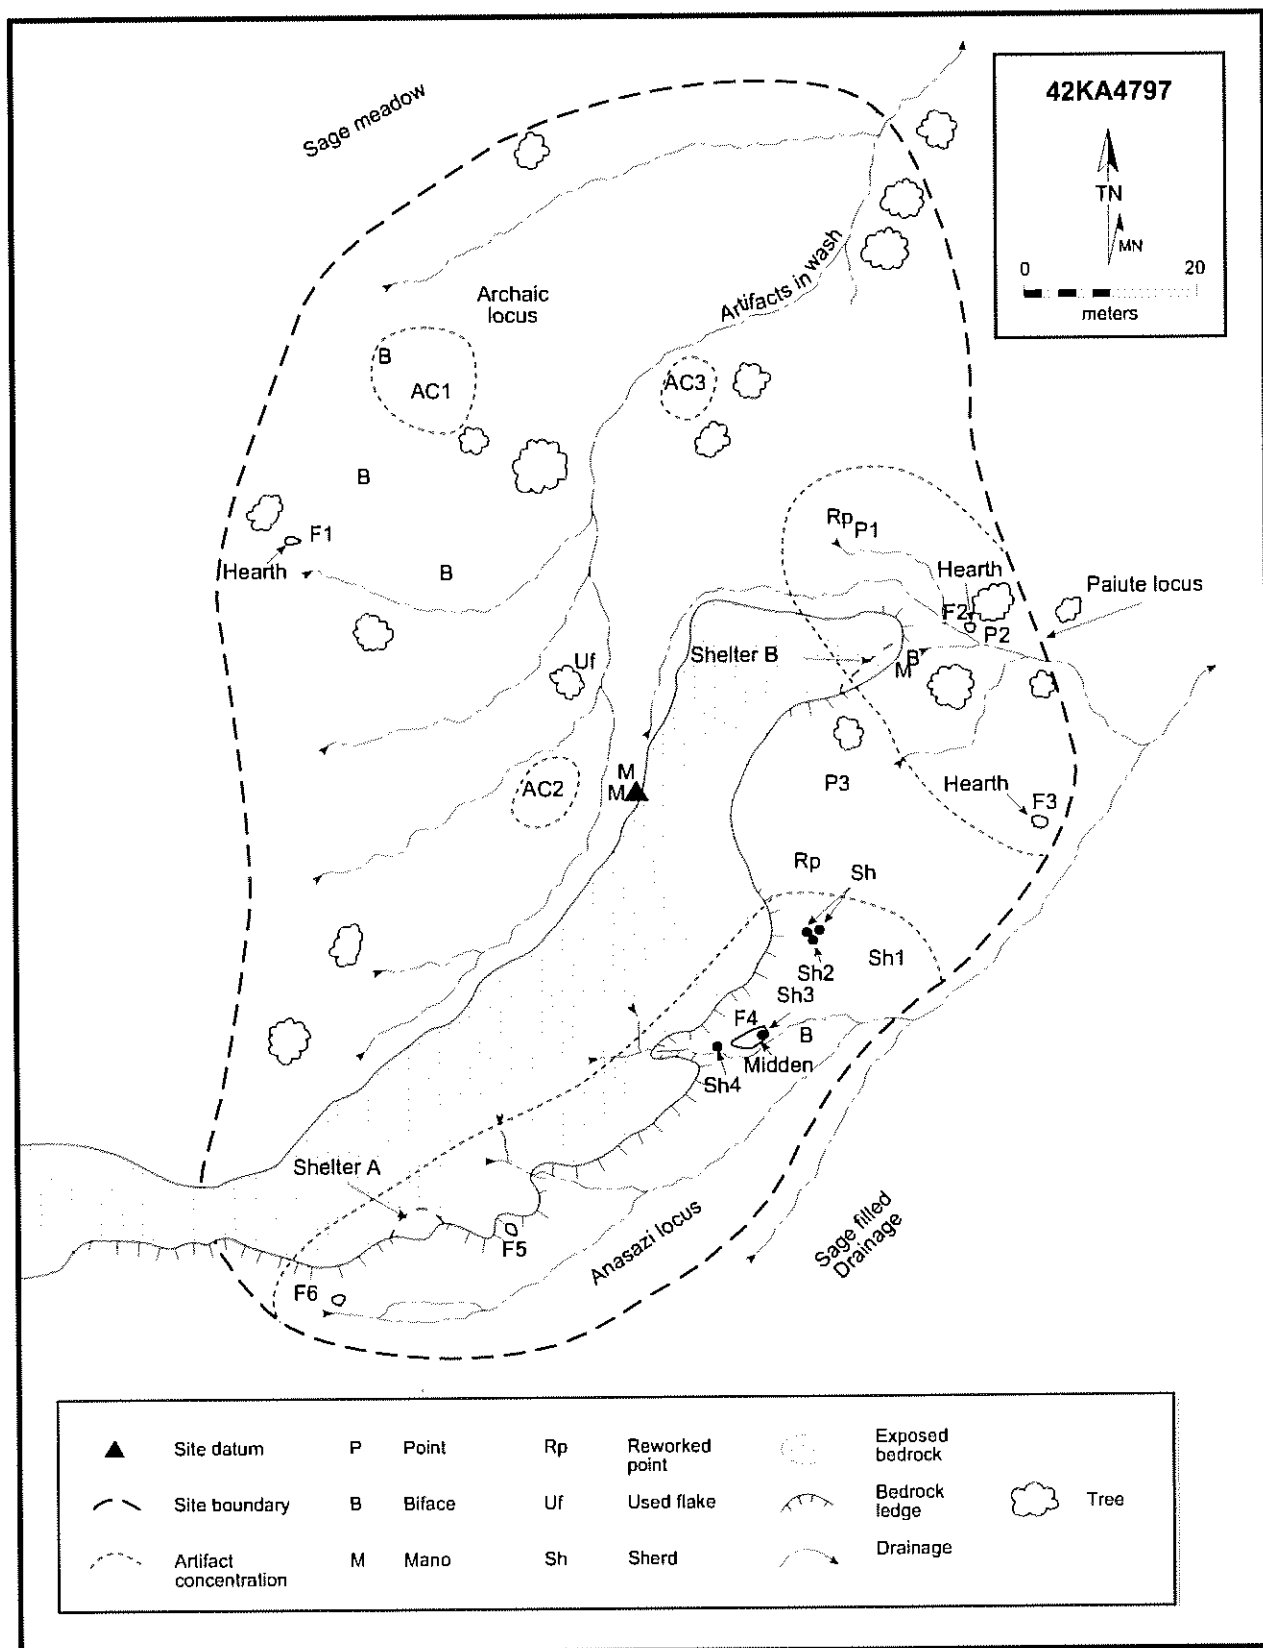 Sage meadow
42KA4797
TN
MN
0 20
meters
Artifacts in wash
Archaic
locus
B
AC1
AC3
B
F1
Hearth
B
Rp
P1
Hearth
F2
P2
Paiute locus
Uf
Shelter B
B
M
M
M
AC2
P3
Hearth
F3
Rp
Sh
Sh1
Sh2
Sh3
F4
B
Midden
Sh4
Shelter A
F5
F6
Anasazi locus
Sage filled
Drainage
Site datum
P Point
Rp Reworked
point
Exposed
bedrock
Site boundary
B Biface
Uf Used flake
Bedrock
ledge
Tree
Artifact
concentration
M Mano
Sh Sherd
Drainage